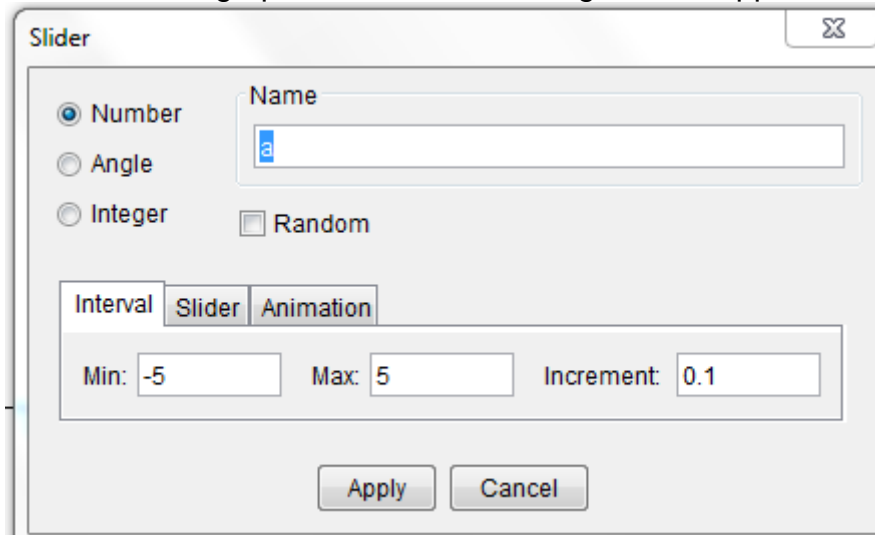 Slider
Number
Name
a
Angle
Integer
Random
Interval Slider Animation
Min: -5 Max: 5 Increment: 0.1
Apply Cancel